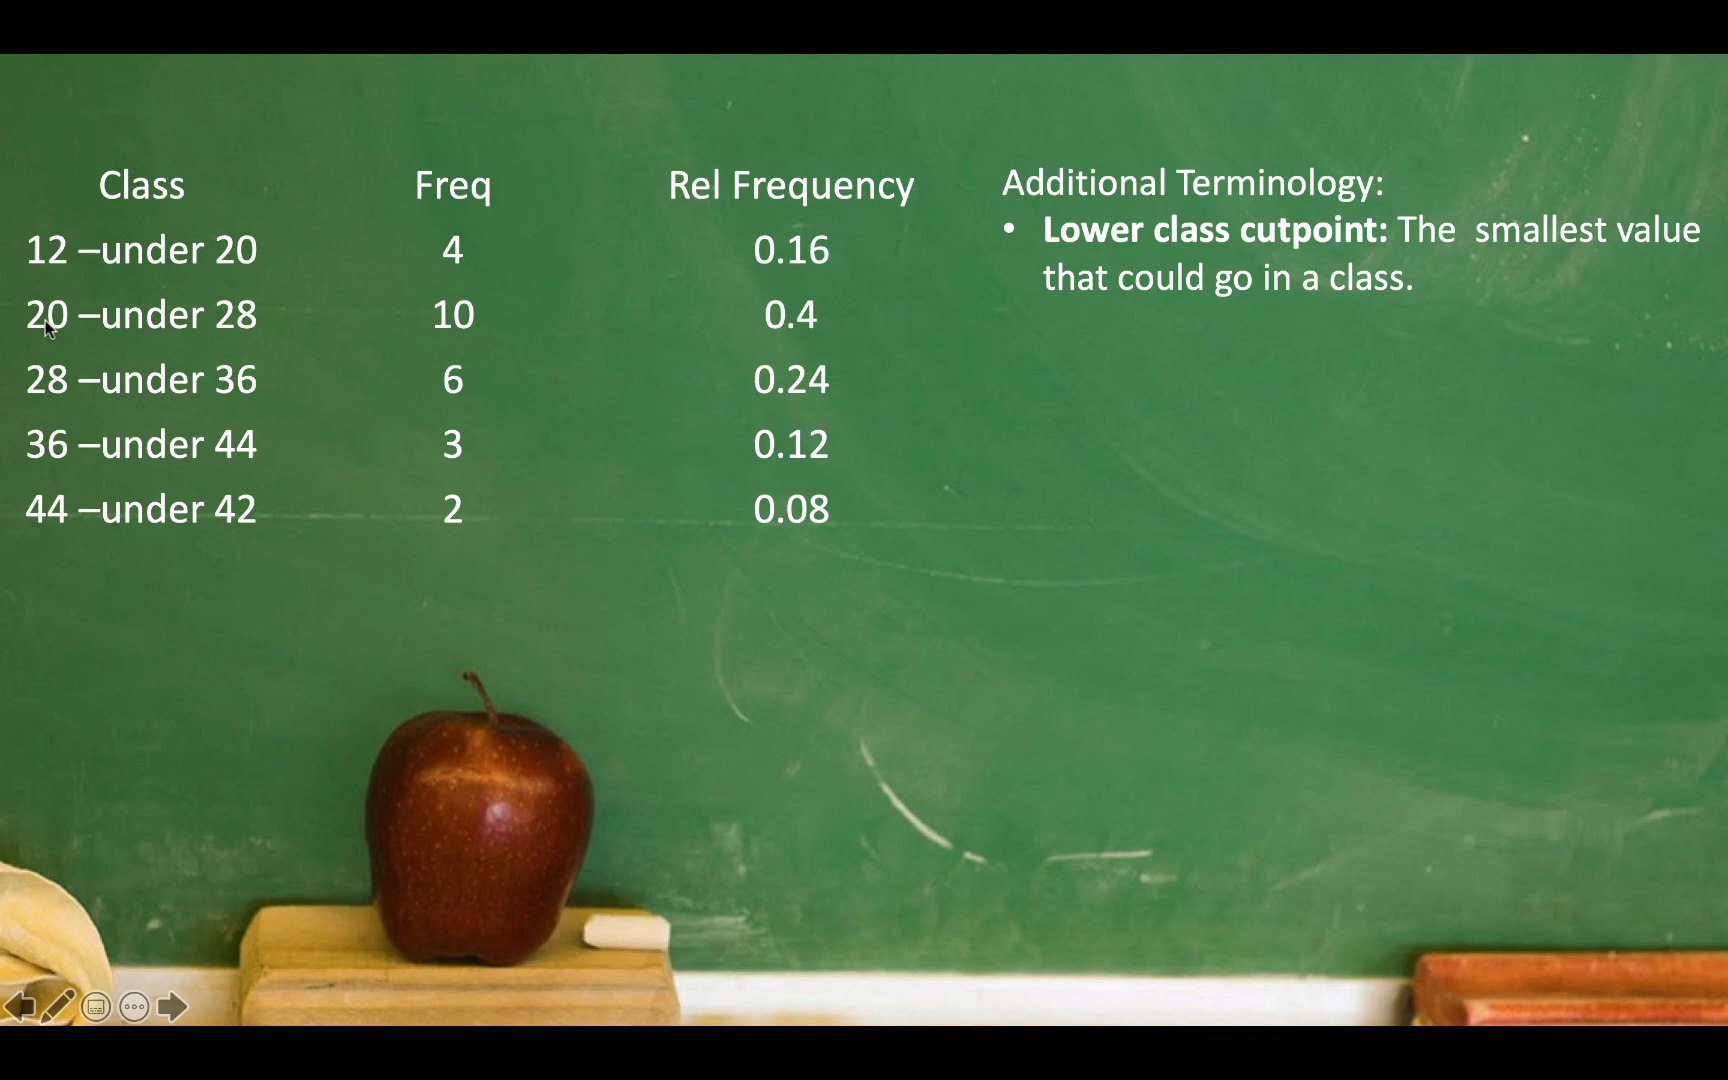 Class Freq Rel Frequency
12 –under 20 4 0.16
20 –under 28 10 0.4
28 –under 36 6 0.24
36 –under 44 3 0.12
44 –under 42 2 0.08
Additional Terminology:
• Lower class cutpoint: The smallest value
that could go in a class.